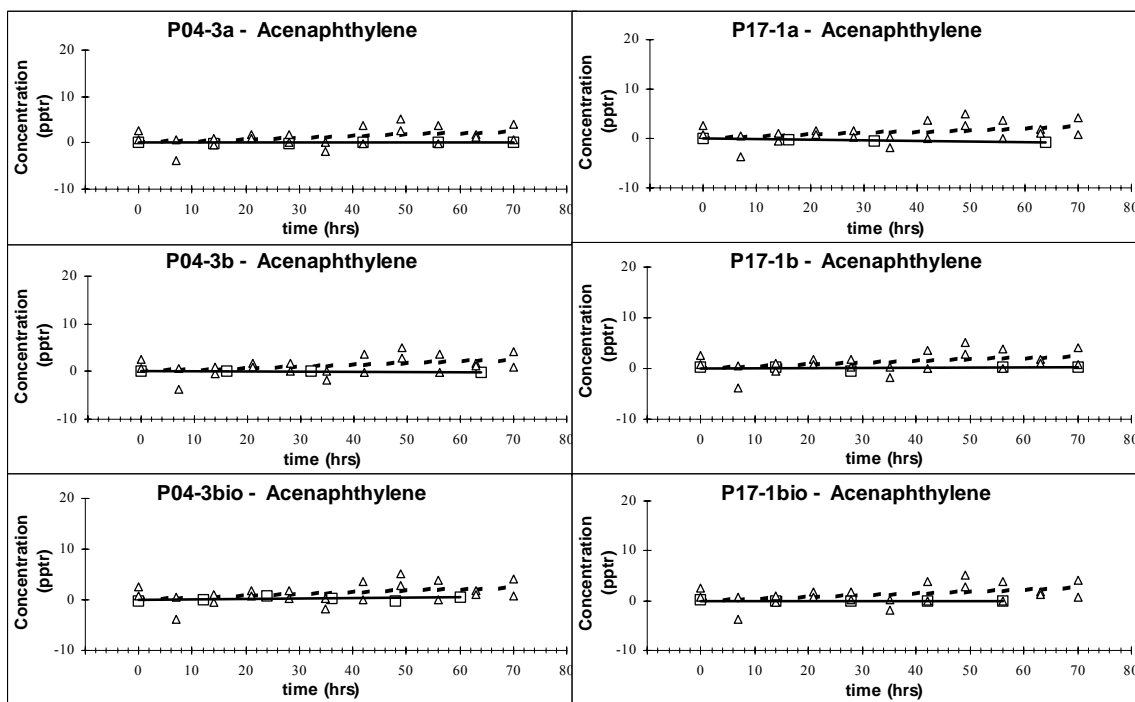 P04-3a - Acenaphthylene
Concentration
(pptr)
20
10
0
-10
0 10 20 30 40 50 60 70 80
time (hrs)
P17-1a - Acenaphthylene
Concentration
(pptr)
20
10
0
-10
0 10 20 30 40 50 60 70 80
time (hrs)
P04-3b - Acenaphthylene
Concentration
(pptr)
20
10
0
-10
0 10 20 30 40 50 60 70 80
time (hrs)
P17-1b - Acenaphthylene
Concentration
(pptr)
20
10
0
-10
0 10 20 30 40 50 60 70 80
time (hrs)
P04-3bio - Acenaphthylene
Concentration
(pptr)
20
10
0
-10
0 10 20 30 40 50 60 70 80
time (hrs)
P17-1bio - Acenaphthylene
Concentration
(pptr)
20
10
0
-10
0 10 20 30 40 50 60 70 80
time (hrs)